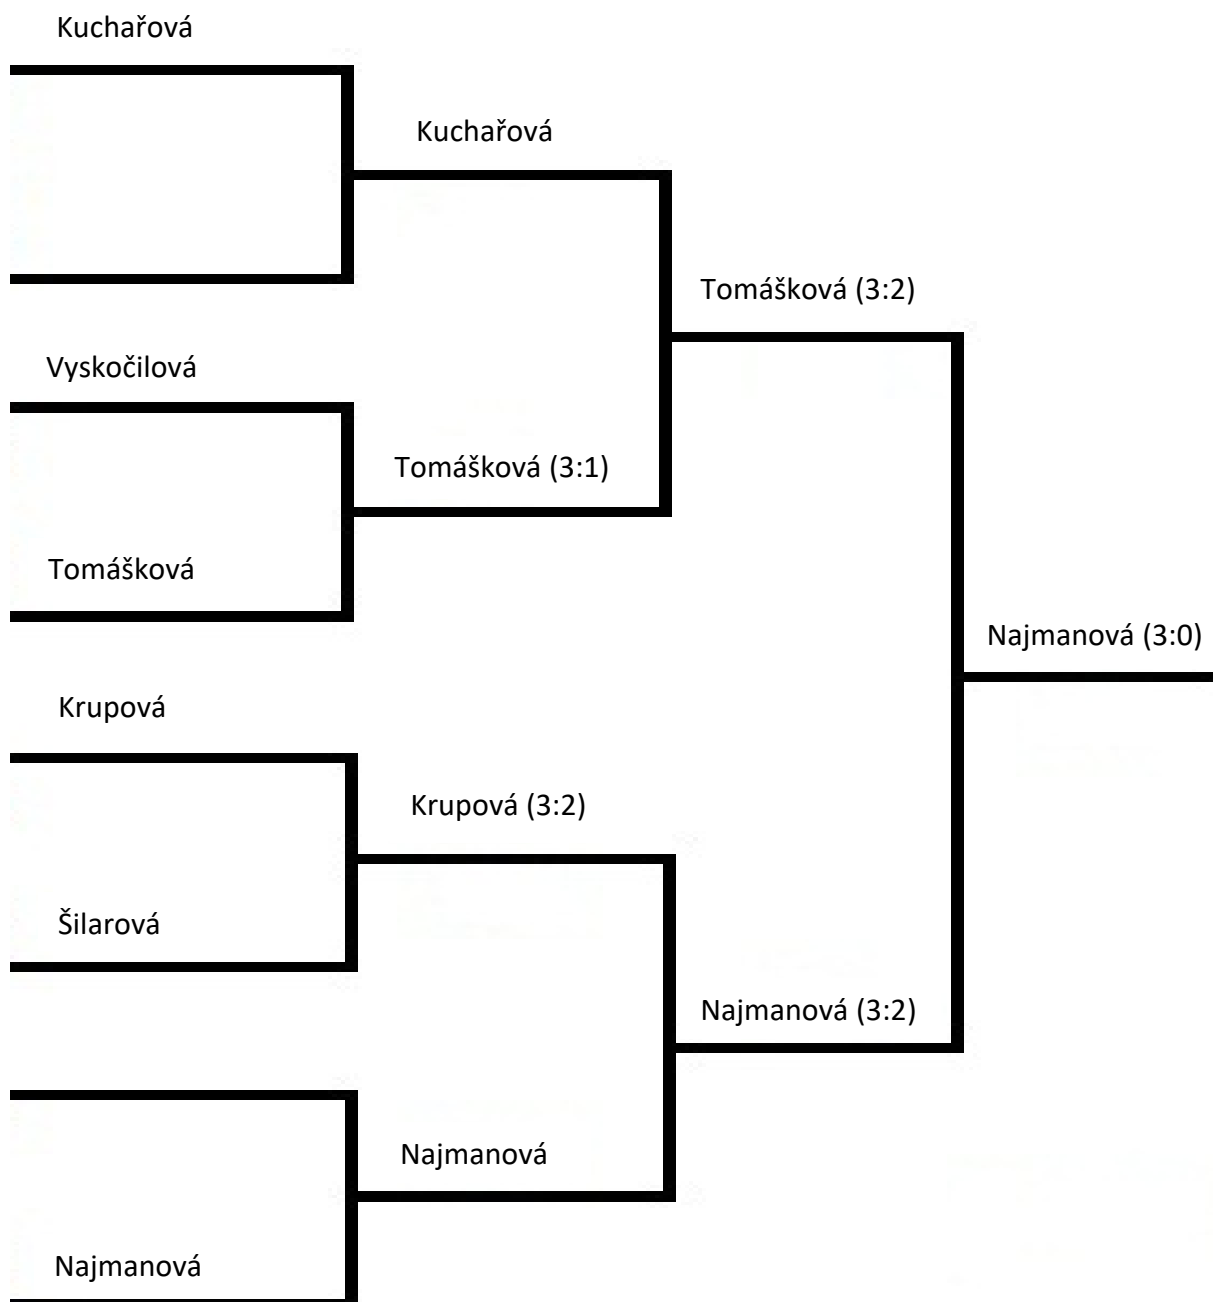 Kuchařová
Kuchařová
Tomášková (3:2)
Vyskočilová
Tomášková (3:1)
Tomášková
Najmanová (3:0)
Krupová
Krupová (3:2)
Šilarová
Najmanová (3:2)
Najmanová
Najmanová